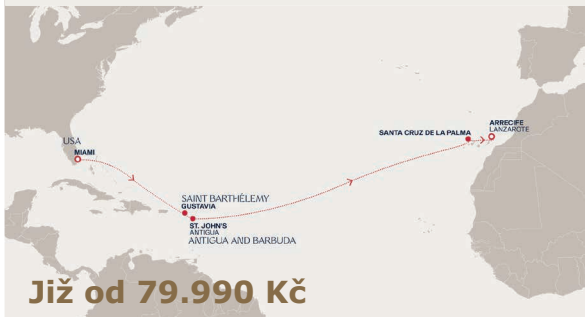 USA
MIAMI
SANTA CRUZ DE LA PALMA
ARRECIFE
LANZAROTE
SAINT BARTHÉLEMY
GUSTAVIA
ST. JOHN'S
ANTIGUA
ANTIGUA AND BARBUDA
Již od 79.990 Kč